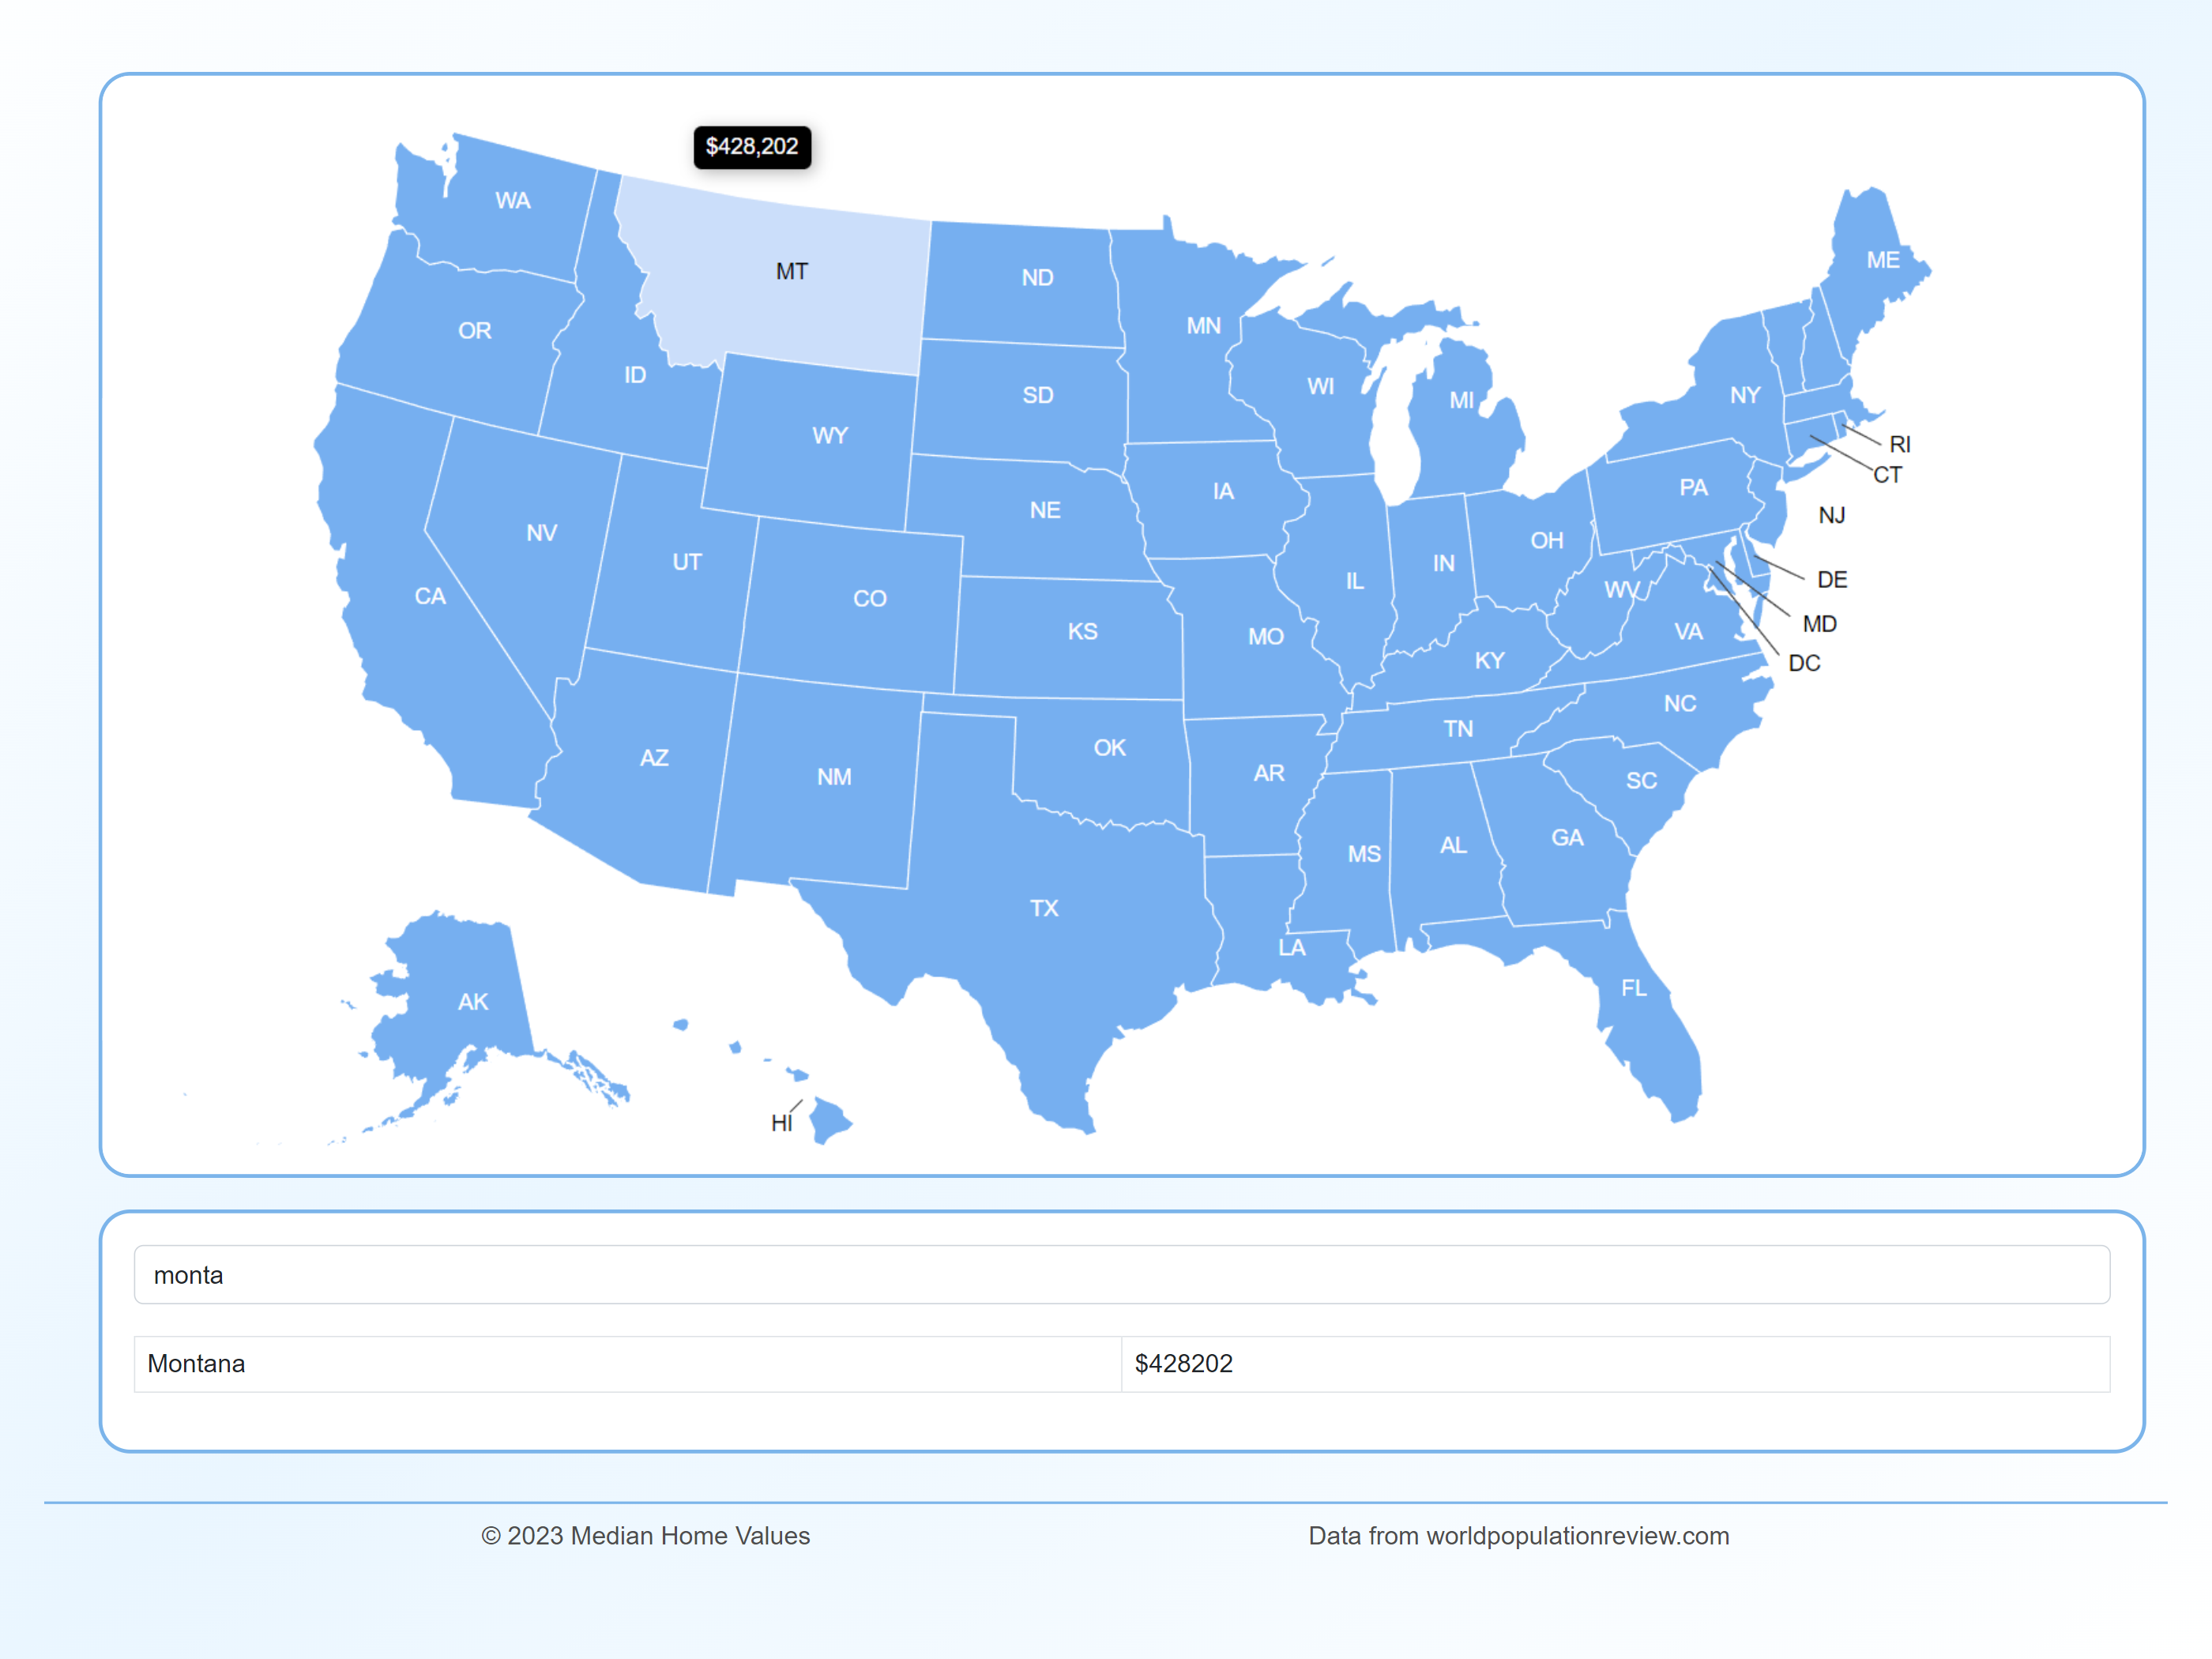 $428,202
WA
MT
ND
ME
OR
MN
ID
SD
WI
MI
NY
WY
RI
CT
IA
PA
NE
NJ
NV
OH
UT
IN
IL
DE
CA
CO
WV
KS
MO
VA
MD
KY
DC
NC
TN
AZ
OK
NM
AR
SC
GA
AL
MS
TX
LA
FL
AK
HI
monta
Montana $428202
© 2023 Median Home Values Data from worldpopulationreview.com